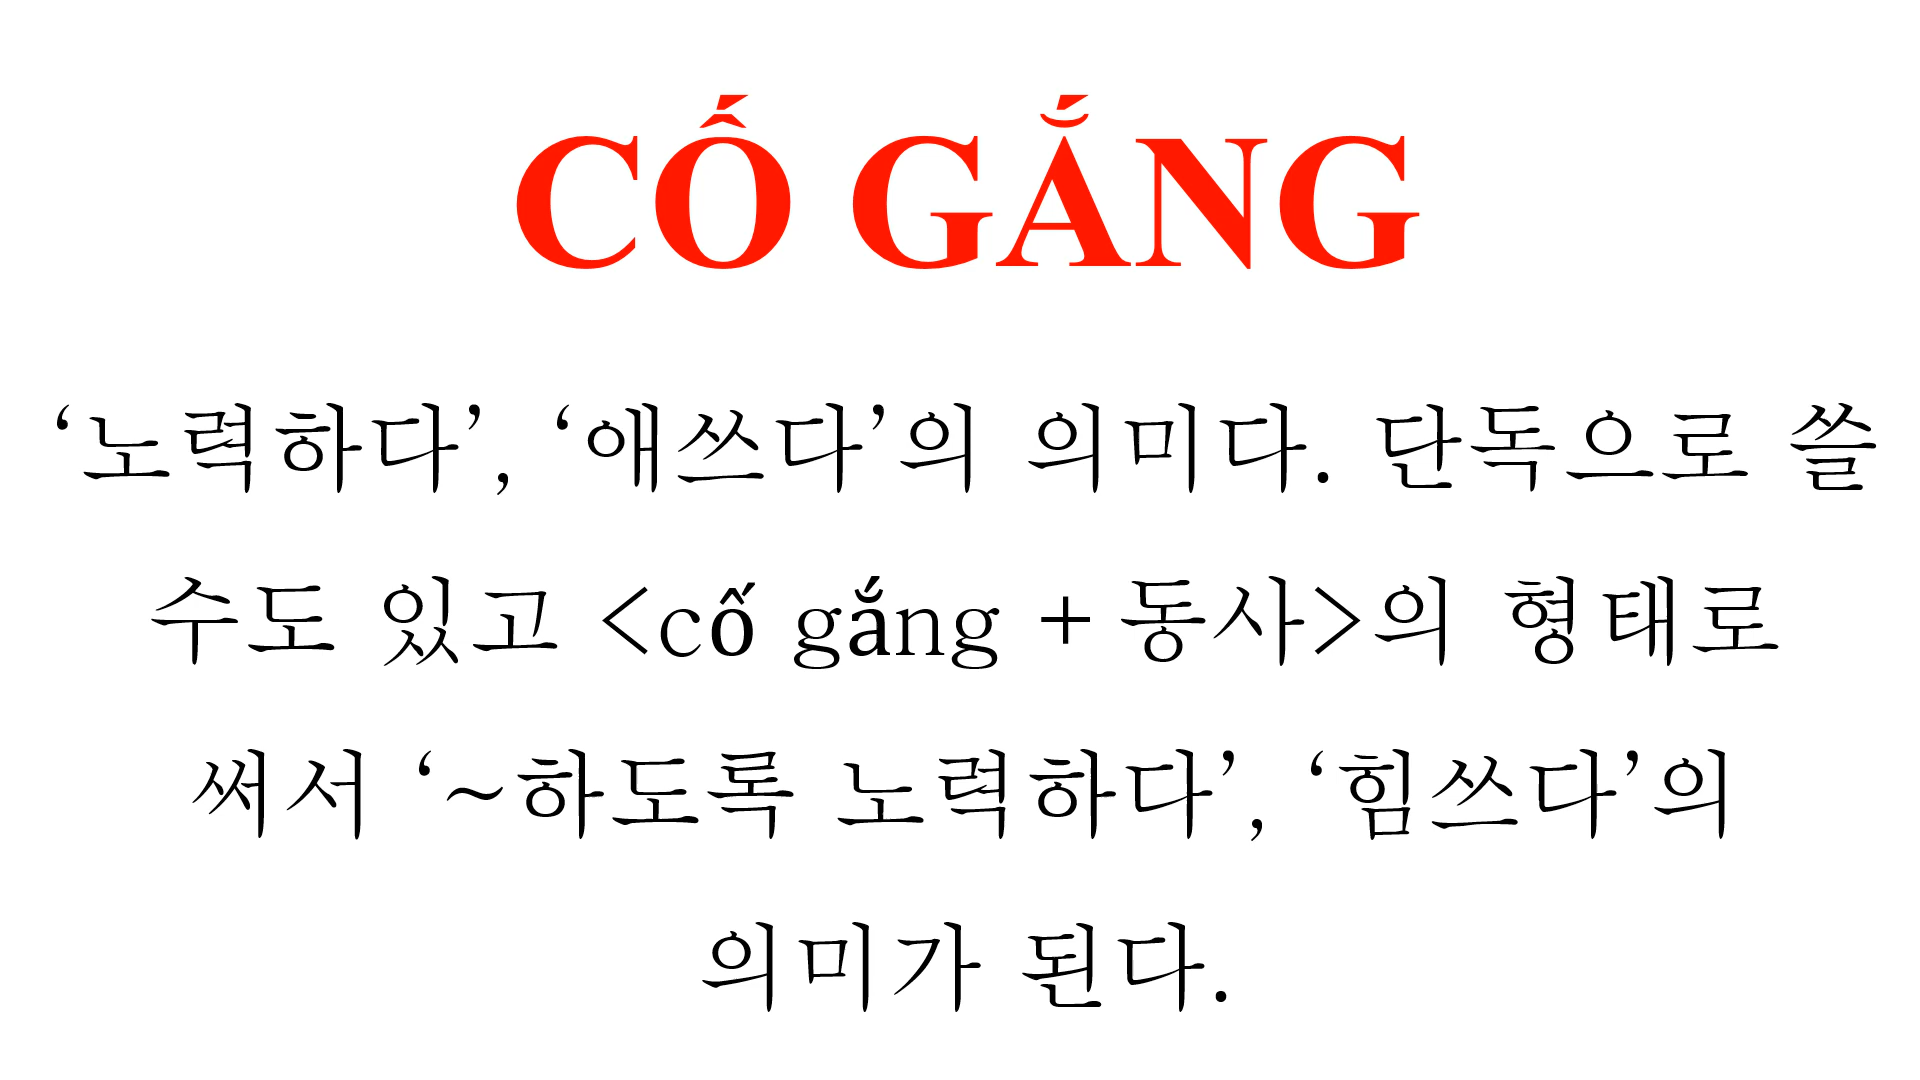 CỐ GẮNG
‘노력하다’, ‘애쓰다’의 의미다. 단독으로 쓸
수도 있고 <cố gắng + 동사>의 형태로
써서 ‘~하도록 노력하다’, ‘힘쓰다’의
의미가 된다.